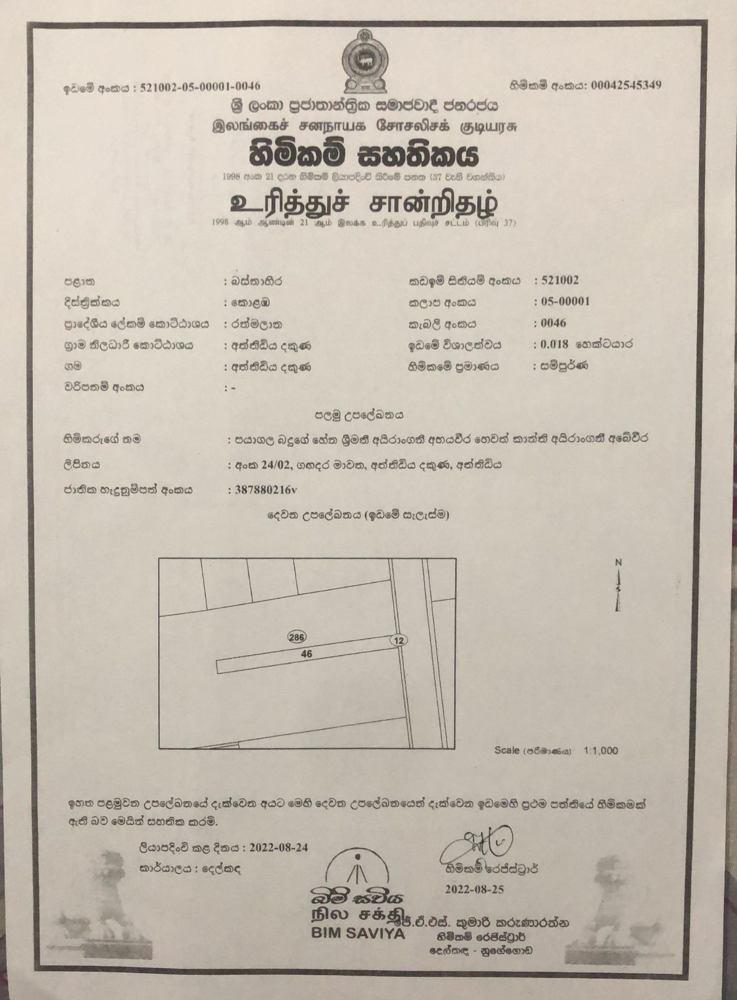 ඉඩමේ අංකය : 521002-05-00001-0046
හිමිකම් අංකය: 00042545349
ශ්‍රී ලංකා ප්‍රජාතාන්ත්‍රික සමාජවාදී ජනරජය
இலங்கைச் சனநாயக சோசலிசக் குடியரசு
හිමිකම් සහතිකය
1998 අංක 21 දරන හිමිකම් ලියාපදිංචි කිරීමේ පනත (37 වැනි වගන්තිය)
உரித்துச் சான்றிதழ்
1998 ஆம் ஆண்டின் 21 ஆம் இலக்க உரித்துப் பதிவுச் சட்டம் (பிரிவு 37)
පළාත : බස්නාහිර
කඩඉම් සිතියම් අංකය : 521002
දිස්ත්‍රික්කය : කොළඹ
කලාප අංකය : 05-00001
ප්‍රාදේශීය ලේකම් කොට්ඨාශය : රත්මලාන
කැබලි අංකය : 0046
ග්‍රාම නිලධාරී කොට්ඨාශය : අත්තිඩිය දකුණ
ඉඩමේ විශාලත්වය : 0.018 හෙක්ටයාර
ගම : අත්තිඩිය දකුණ
හිමිකමේ ප්‍රමාණය : සම්පුර්ණ
වරිපනම් අංකය : -
පලමු උපලේඛනය
හිමිකරුගේ නම : පයාගල බදුගේ හේන ශ්‍රීමතී අයිරාංගනී අභයවීර හෙවත් කාන්ති අයිරාංගනී අබේවීර
ලිපිනය : අංක 24/02, ගඟදර මාවත, අත්තිඩිය දකුණ, අත්තිඩිය
ජාතික හැදුනුම්පත් අංකය : 387880216v
දෙවන උපලේඛනය (ඉඩමේ සැලැස්ම)
N
286
12
46
Scale (පරිමාණය) 1:1,000
ඉහත පළමුවන උපලේඛනයේ දැක්වෙන අයට මෙහි දෙවන උපලේඛනයෙන් දැක්වෙන ඉඩමෙහි ප්‍රථම පන්තියේ හිමිකමක්
ඇති බව මෙයින් සහතික කරමි.
ලියාපදිංචි කළ දිනය : 2022-08-24
කාර්යාලය : දෙල්කඳ
හිමිකම් රෙජිස්ට්‍රාර්
2022-08-25
බිම් සවිය
நில சக்தி
BIM SAVIYA
ජේ.ඒ.එස්. කුමාරි කරුණාරත්න
හිමිකම් රෙජිස්ට්‍රාර්
දෙල්කඳ - නුගේගොඩ